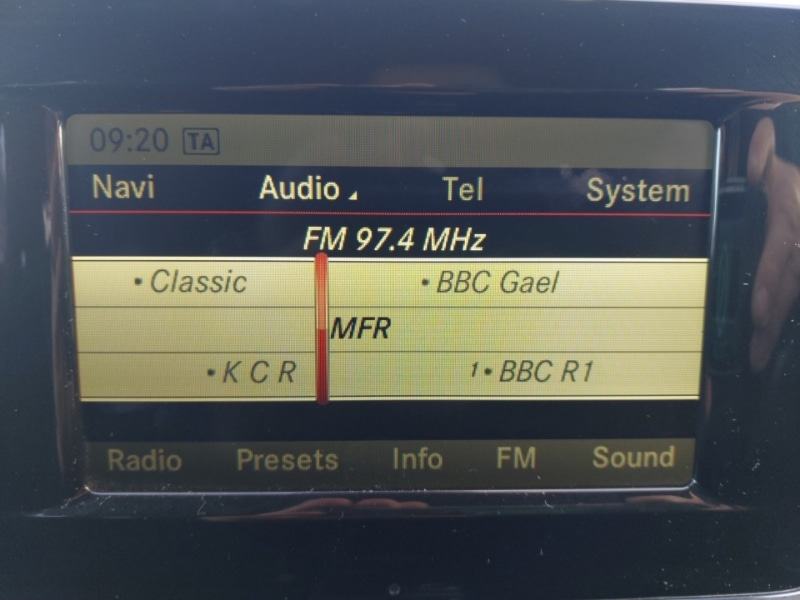 09:20 TA
Navi Audio Tel System
FM 97.4 MHz
• Classic • BBC Gael
MFR
• K C R 1• BBC R1
Radio Presets Info FM Sound